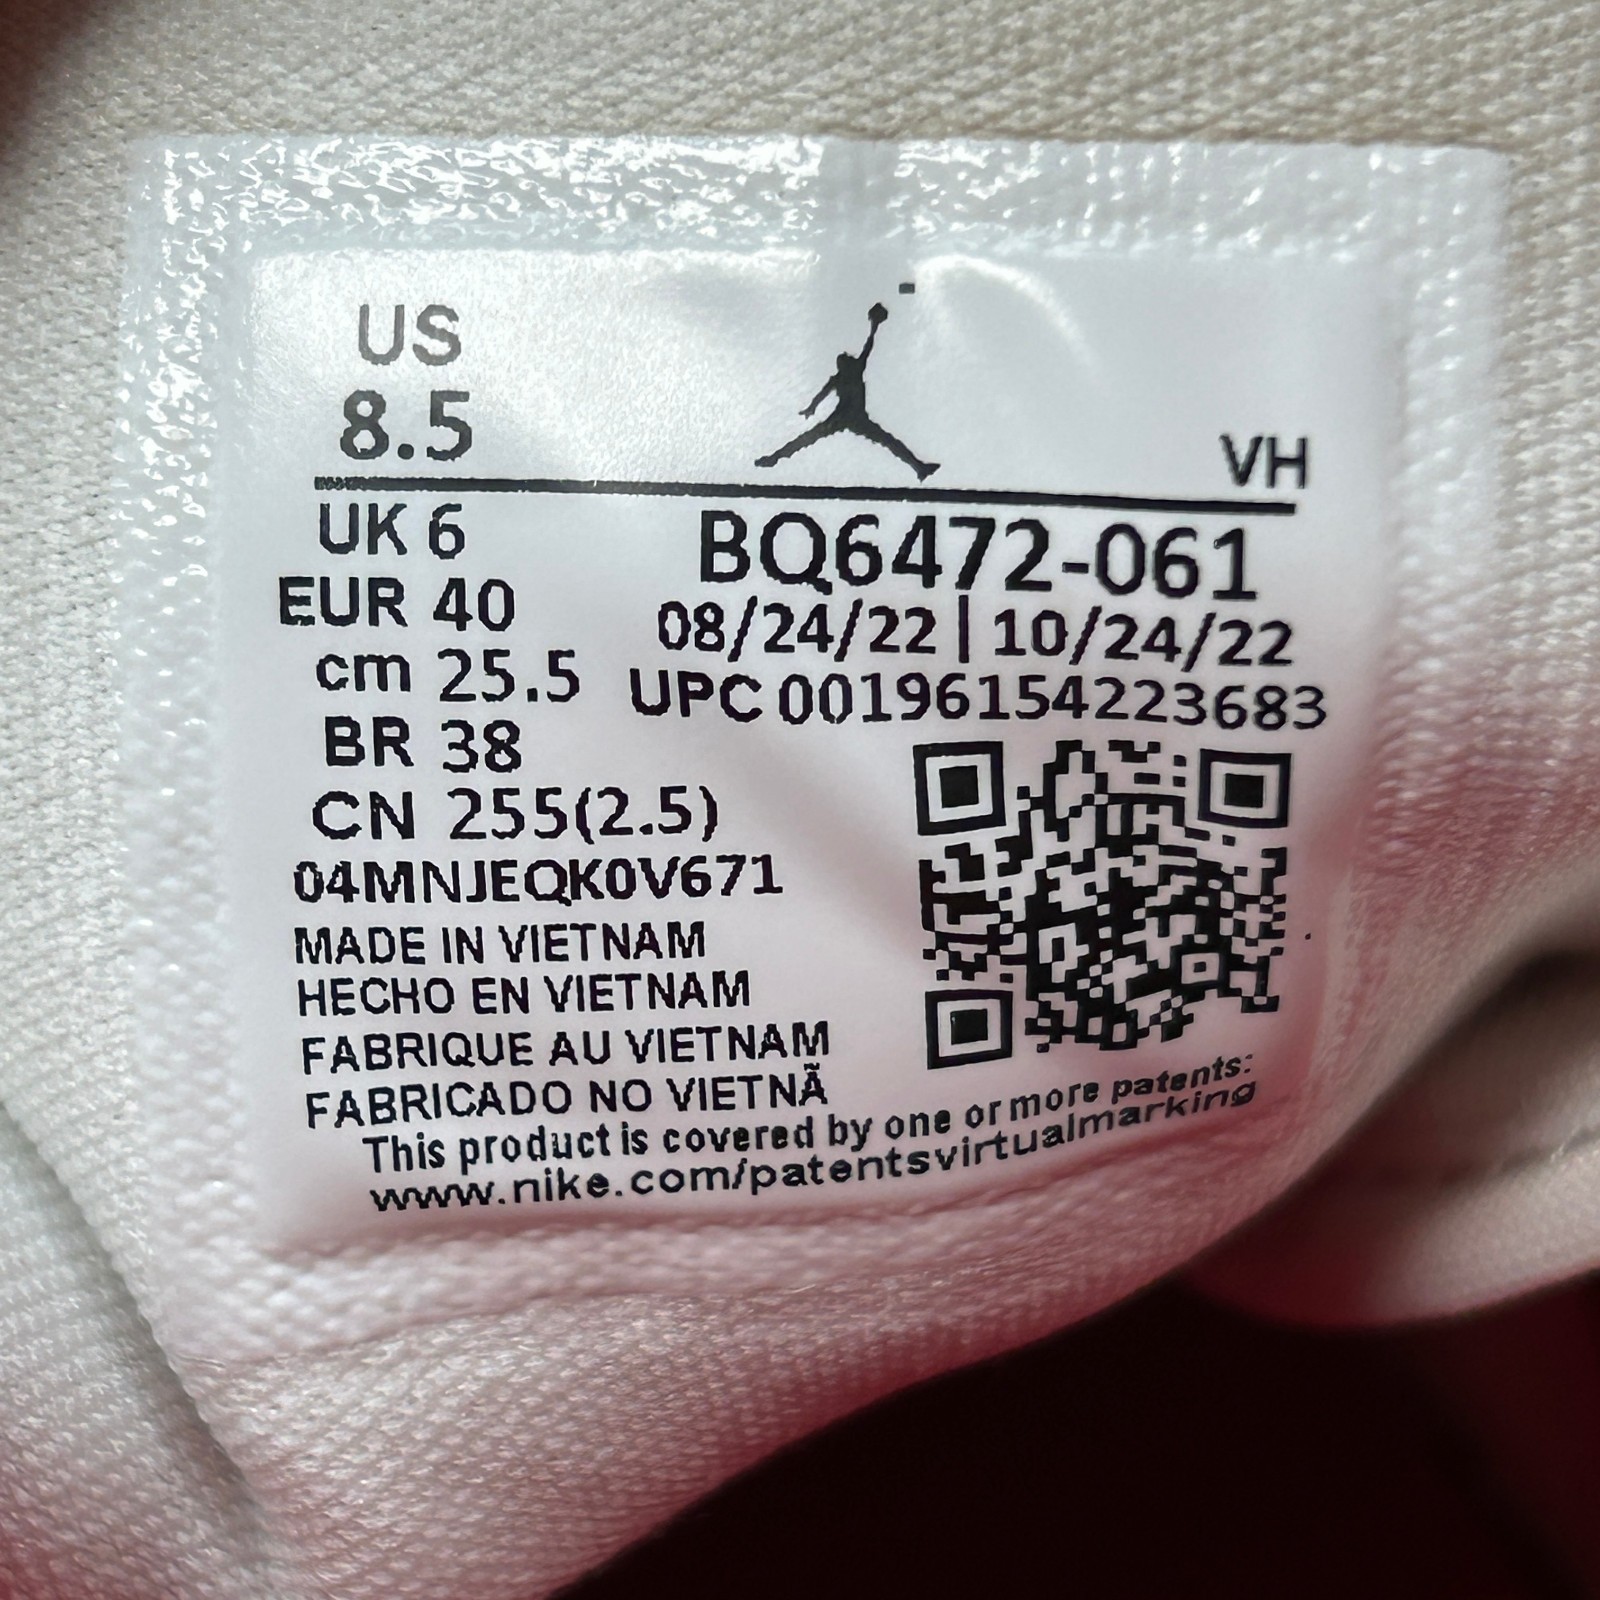 US
8.5
VH
UK 6
BQ6472-061
EUR 40
08/24/22 | 10/24/22
cm 25.5
UPC 00196154223683
BR 38
CN 255(2.5)
04MNJEQK0V671
MADE IN VIETNAM
HECHO EN VIETNAM
FABRIQUE AU VIETNAM
FABRICADO NO VIETNÃ
This product is covered by one or more patents:
www.nike.com/patentsvirtualmarking